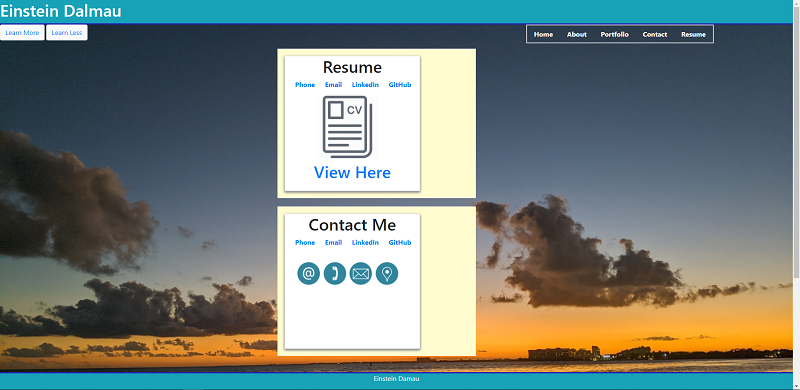 Einstein Dalmau
Learn More Learn Less
Home About Portfolio Contact Resume
Resume
Phone Email LinkedIn GitHub
CV
View Here
Contact Me
Phone Email LinkedIn GitHub
@
Einstein Damau